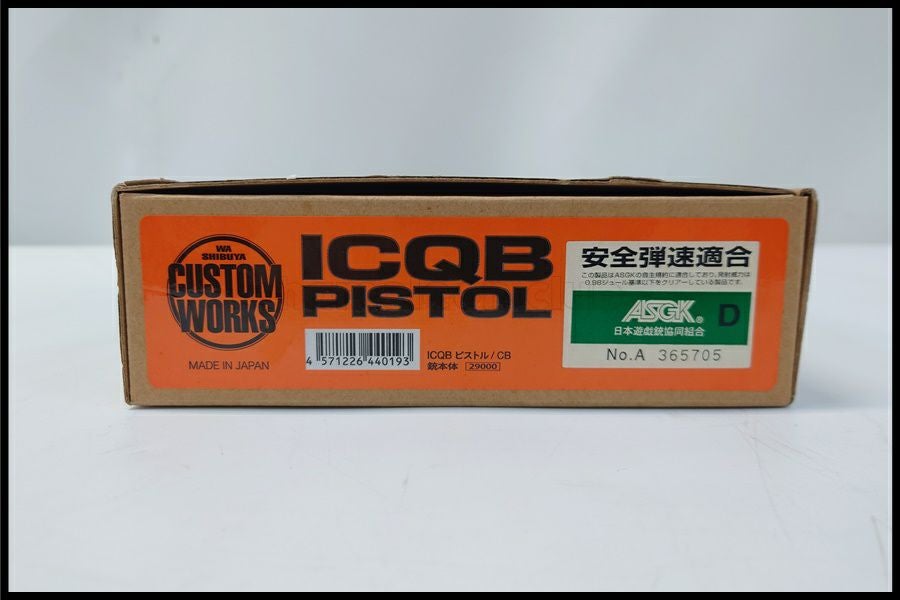 WA
SHIBUYA
CUSTOM
WORKS
MADE IN JAPAN
ICQB
PISTOL
4 571226 440193
ICQB ピストル / CB
銃本体 29000
安全弾速適合
この製品はASGKの自主規約に適合しており、発射威力は
0.98ジュール基準以下をクリアーしている製品です。
ASGK® D
日本遊戯銃協同組合
No.A 365705